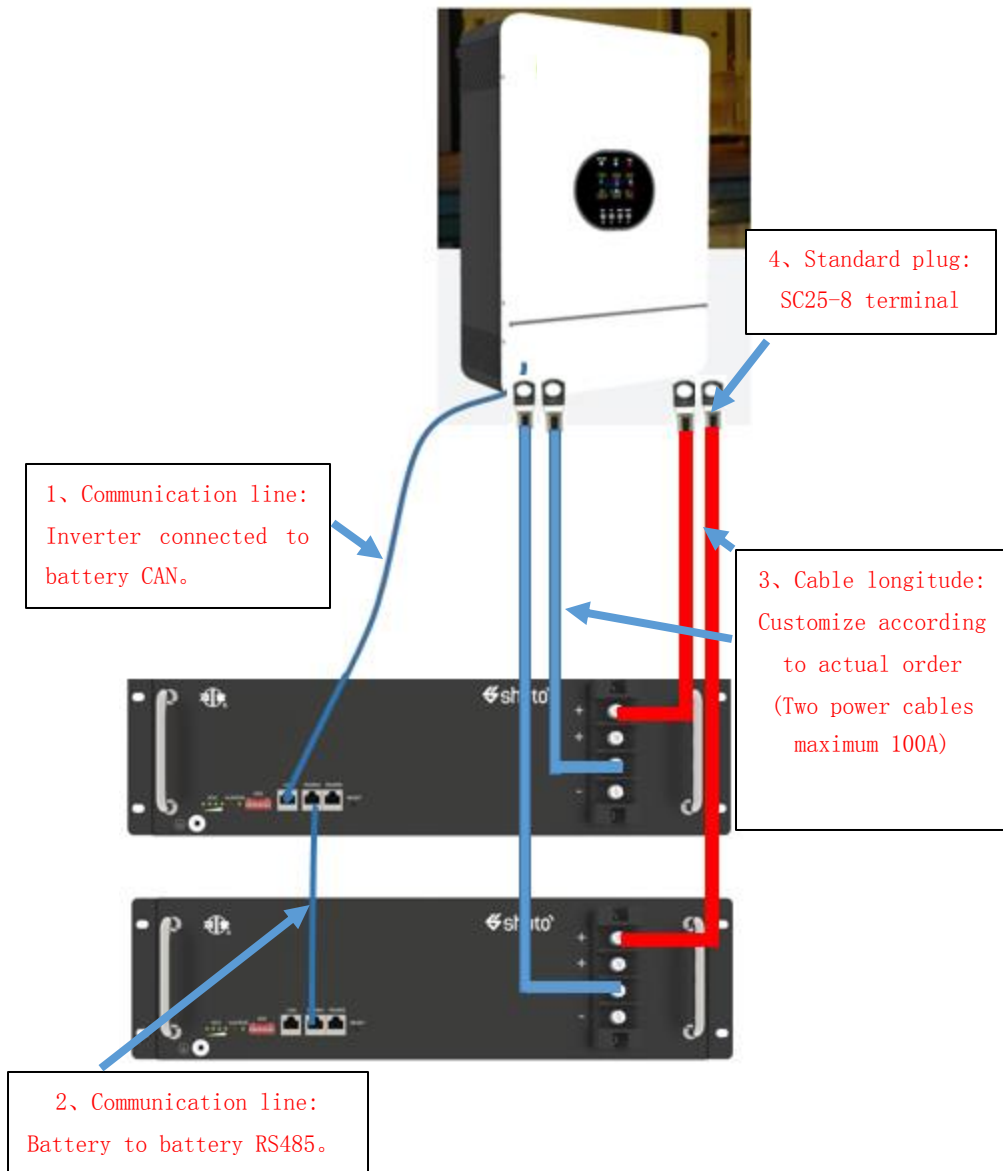 4、Standard plug:
SC25-8 terminal
1、Communication line:
Inverter connected to
battery CAN。
3、Cable longitude:
Customize according
to actual order
(Two power cables
maximum 100A)
+
+
-
+
+
-
2、Communication line:
Battery to battery RS485。